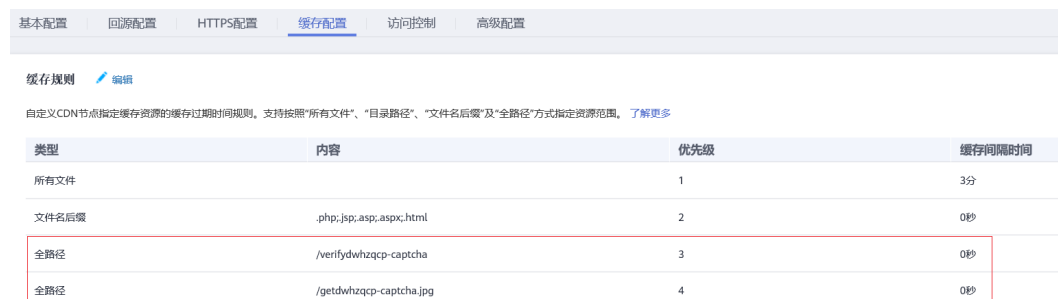 基本配置 回源配置 HTTPS配置 缓存配置 访问控制 高级配置
缓存规则 编辑
自定义CDN节点指定缓存资源的缓存过期时间规则。支持按照“所有文件”、“目录路径”、“文件名后缀”及“全路径”方式指定资源范围。 了解更多
类型 内容 优先级 缓存间隔时间
所有文件 1 3分
文件名后缀 .php;.jsp;.asp;.aspx;.html 2 0秒
全路径 /verifydwhzqcp-captcha 3 0秒
全路径 /getdwhzqcp-captcha.jpg 4 0秒